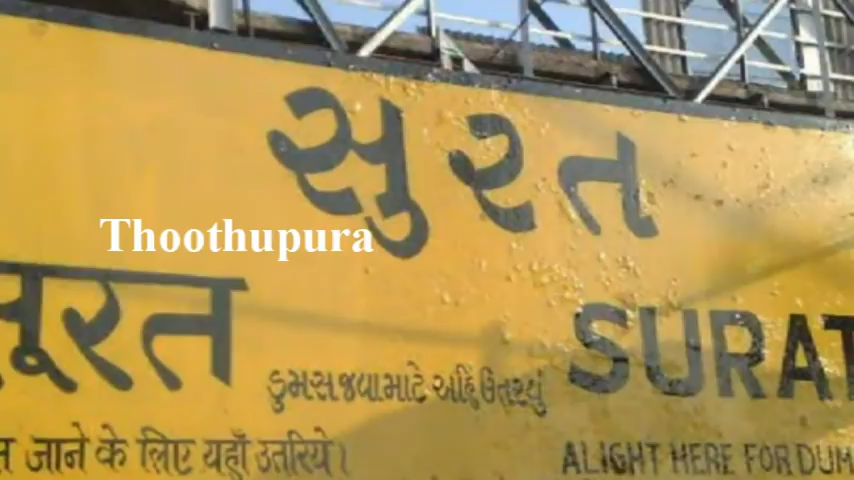 સુરત
Thoothupura
सूरत
SURAT
ડુમસ જવા માટે અહિં ઉતરવું
जाने के लिए यहाँ उतरिये।
ALIGHT HERE FOR DUM